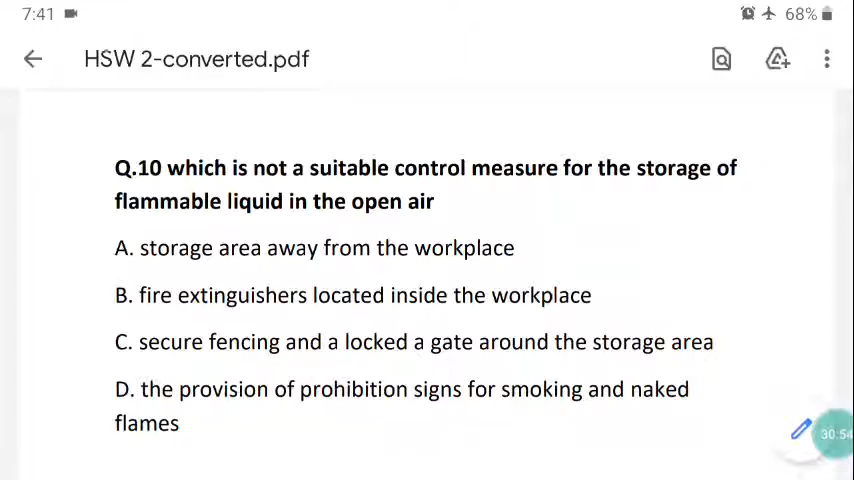 7:41 68%
HSW 2-converted.pdf
Q.10 which is not a suitable control measure for the storage of
flammable liquid in the open air
A. storage area away from the workplace
B. fire extinguishers located inside the workplace
C. secure fencing and a locked a gate around the storage area
D. the provision of prohibition signs for smoking and naked
flames
30:54